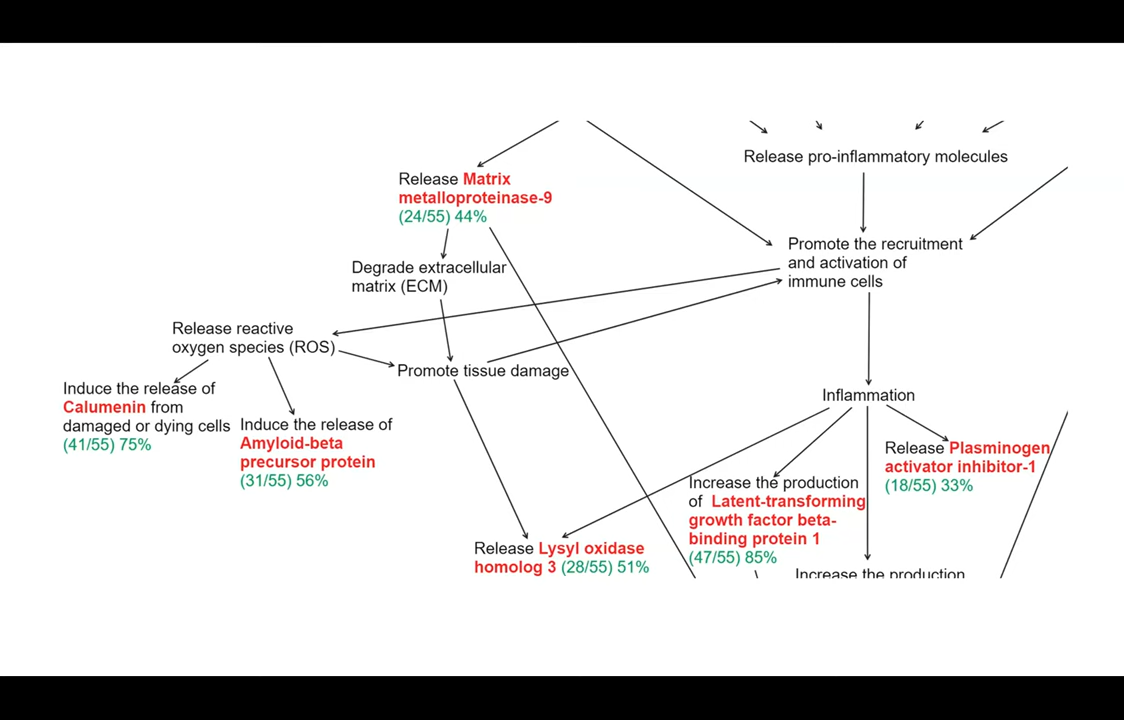 Release pro-inflammatory molecules
Release Matrix
metalloproteinase-9
(24/55) 44%
Promote the recruitment
and activation of
immune cells
Degrade extracellular
matrix (ECM)
Release reactive
oxygen species (ROS)
Promote tissue damage
Induce the release of
Calumenin from
damaged or dying cells
(41/55) 75%
Induce the release of
Amyloid-beta
precursor protein
(31/55) 56%
Inflammation
Release Plasminogen
activator inhibitor-1
(18/55) 33%
Increase the production
of Latent-transforming
growth factor beta-
binding protein 1
(47/55) 85%
Release Lysyl oxidase
homolog 3 (28/55) 51%
Increase the production